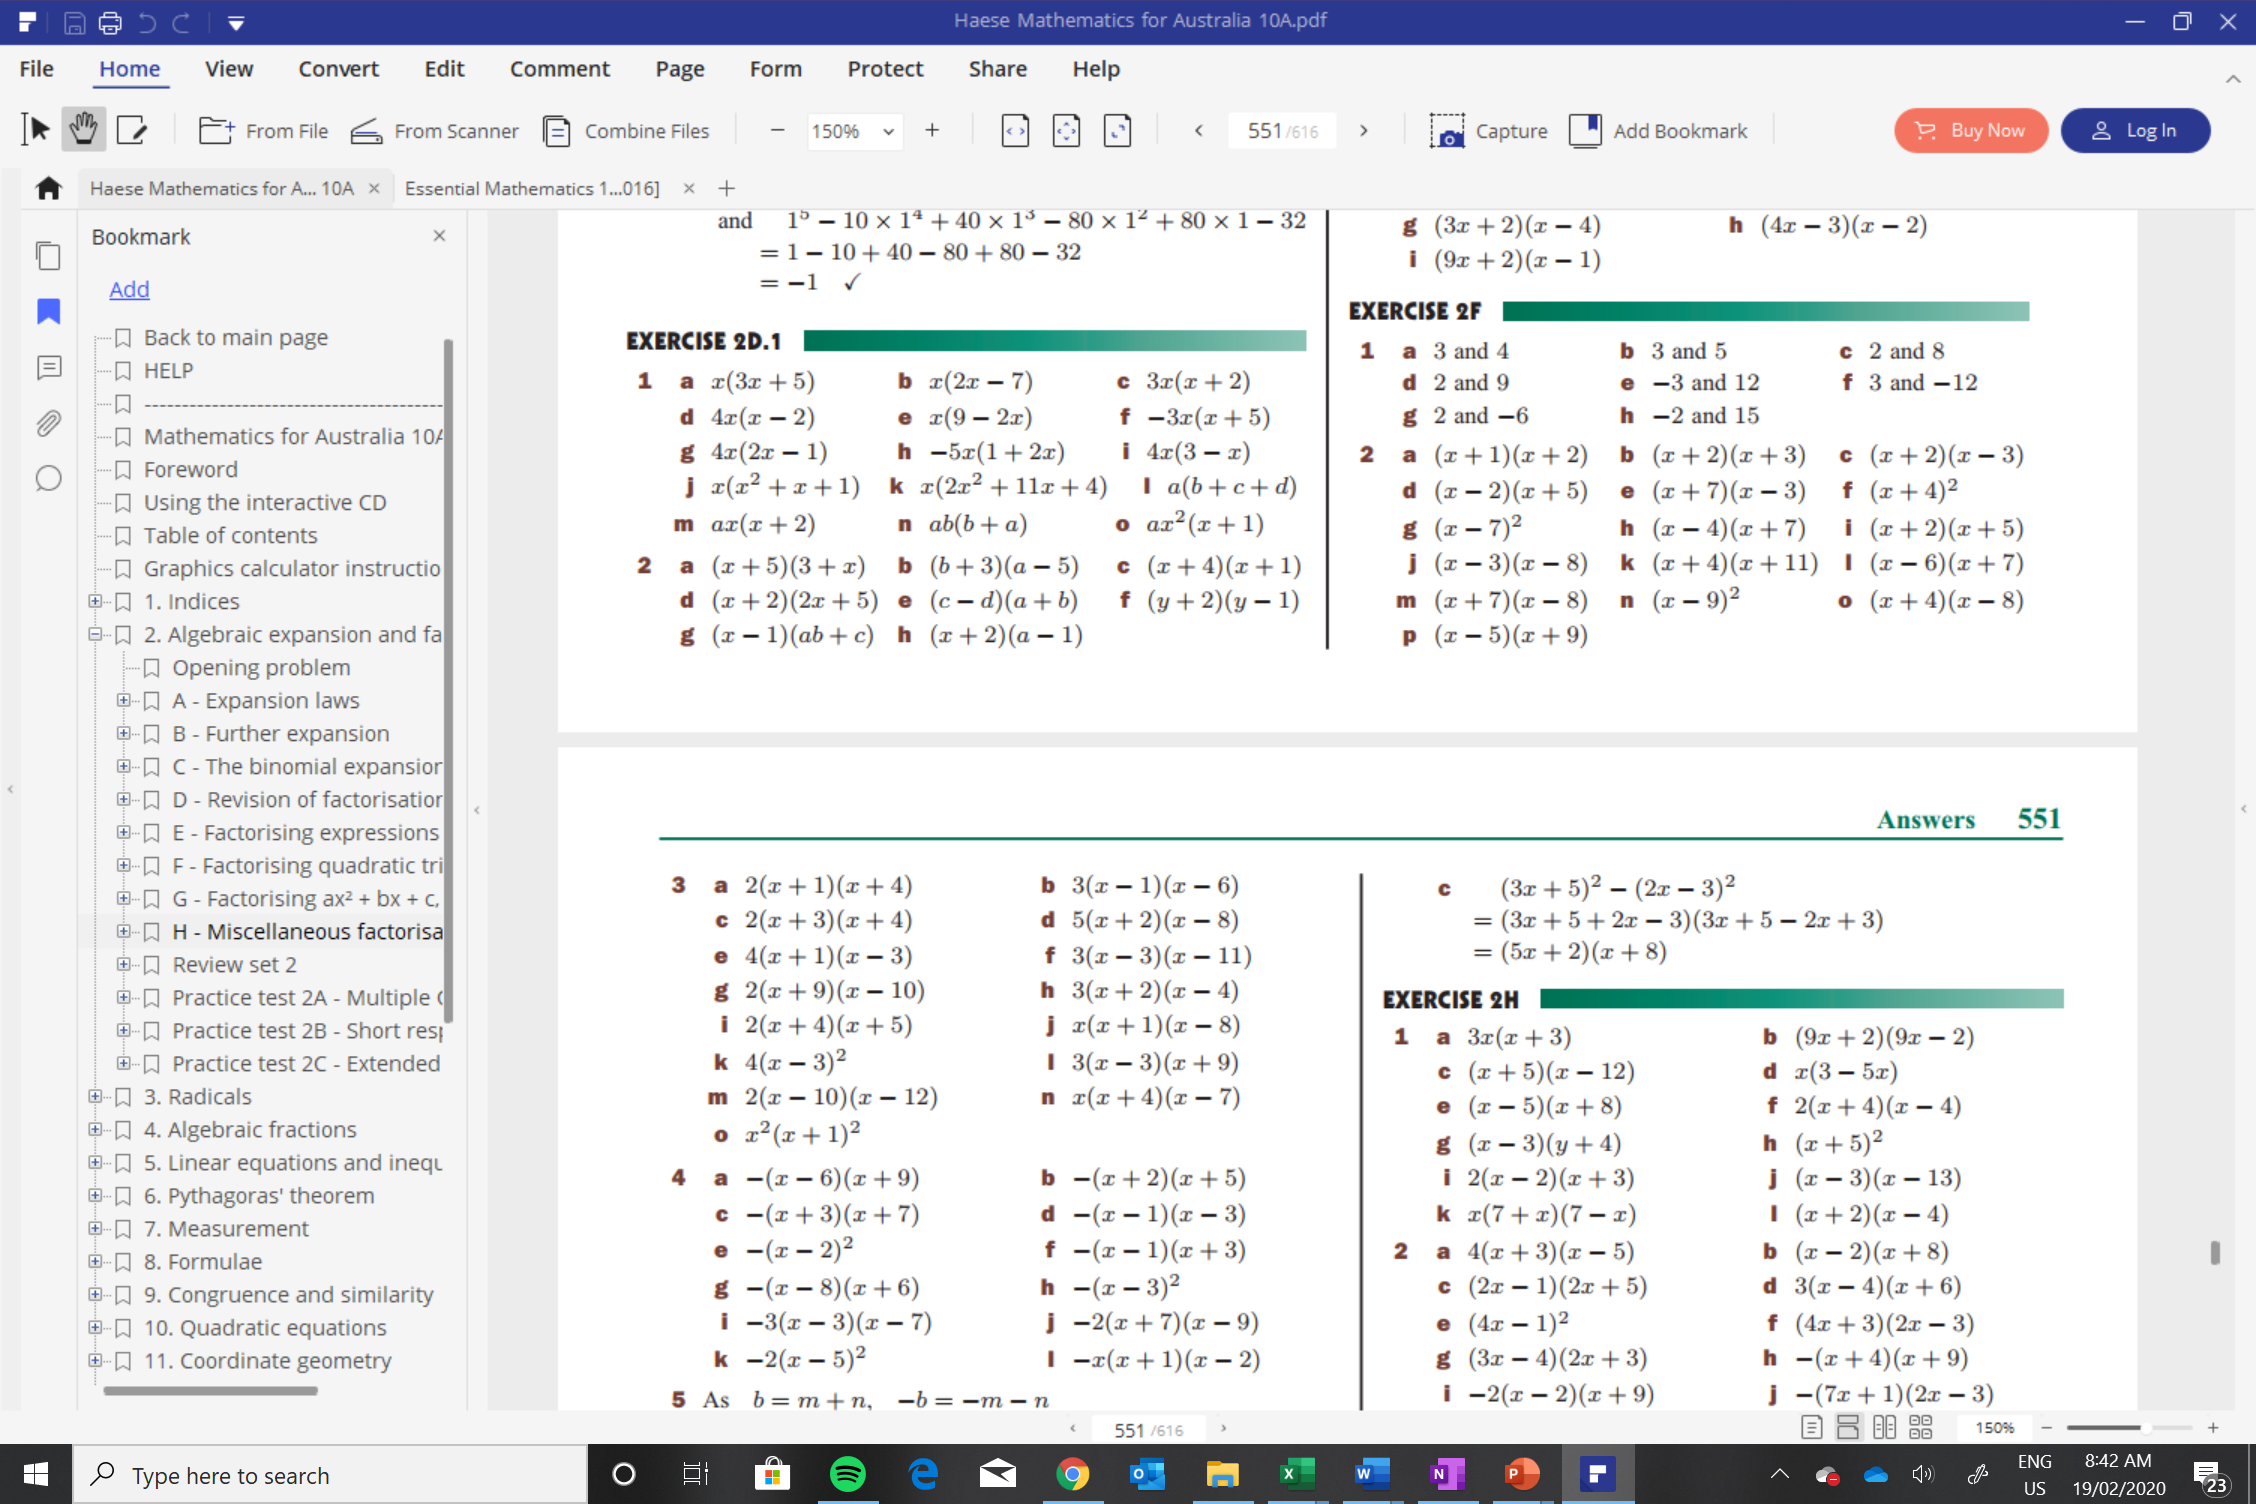 Haese Mathematics for Australia 10A.pdf
File Home View Convert Edit Comment Page Form Protect Share Help
From File From Scanner Combine Files 150% 551/616 Capture Add Bookmark Buy Now Log In
Haese Mathematics for A... 10A Essential Mathematics 1...016]
Bookmark
Add
Back to main page
HELP
----------------------------------------
Mathematics for Australia 10A
Foreword
Using the interactive CD
Table of contents
Graphics calculator instructio
1. Indices
2. Algebraic expansion and fa
Opening problem
A - Expansion laws
B - Further expansion
C - The binomial expansion
D - Revision of factorisation
E - Factorising expressions
F - Factorising quadratic tri
G - Factorising ax² + bx + c,
H - Miscellaneous factorisa
Review set 2
Practice test 2A - Multiple C
Practice test 2B - Short resp
Practice test 2C - Extended
3. Radicals
4. Algebraic fractions
5. Linear equations and inequ
6. Pythagoras' theorem
7. Measurement
8. Formulae
9. Congruence and similarity
10. Quadratic equations
11. Coordinate geometry
and 1⁵ − 10 × 1⁴ + 40 × 1³ − 80 × 1² + 80 × 1 − 32
= 1 − 10 + 40 − 80 + 80 − 32
= −1 ✓
EXERCISE 2D.1
1 a x(3x + 5) b x(2x − 7) c 3x(x + 2)
d 4x(x − 2) e x(9 − 2x) f −3x(x + 5)
g 4x(2x − 1) h −5x(1 + 2x) i 4x(3 − x)
j x(x² + x + 1) k x(2x² + 11x + 4) l a(b + c + d)
m ax(x + 2) n ab(b + a) o ax²(x + 1)
2 a (x + 5)(3 + x) b (b + 3)(a − 5) c (x + 4)(x + 1)
d (x + 2)(2x + 5) e (c − d)(a + b) f (y + 2)(y − 1)
g (x − 1)(ab + c) h (x + 2)(a − 1)
g (3x + 2)(x − 4) h (4x − 3)(x − 2)
i (9x + 2)(x − 1)
EXERCISE 2F
1 a 3 and 4 b 3 and 5 c 2 and 8
d 2 and 9 e −3 and 12 f 3 and −12
g 2 and −6 h −2 and 15
2 a (x + 1)(x + 2) b (x + 2)(x + 3) c (x + 2)(x − 3)
d (x − 2)(x + 5) e (x + 7)(x − 3) f (x + 4)²
g (x − 7)² h (x − 4)(x + 7) i (x + 2)(x + 5)
j (x − 3)(x − 8) k (x + 4)(x + 11) l (x − 6)(x + 7)
m (x + 7)(x − 8) n (x − 9)² o (x + 4)(x − 8)
p (x − 5)(x + 9)
Answers 551
3 a 2(x + 1)(x + 4) b 3(x − 1)(x − 6)
c 2(x + 3)(x + 4) d 5(x + 2)(x − 8)
e 4(x + 1)(x − 3) f 3(x − 3)(x − 11)
g 2(x + 9)(x − 10) h 3(x + 2)(x − 4)
i 2(x + 4)(x + 5) j x(x + 1)(x − 8)
k 4(x − 3)² l 3(x − 3)(x + 9)
m 2(x − 10)(x − 12) n x(x + 4)(x − 7)
o x²(x + 1)²
4 a −(x − 6)(x + 9) b −(x + 2)(x + 5)
c −(x + 3)(x + 7) d −(x − 1)(x − 3)
e −(x − 2)² f −(x − 1)(x + 3)
g −(x − 8)(x + 6) h −(x − 3)²
i −3(x − 3)(x − 7) j −2(x + 7)(x − 9)
k −2(x − 5)² l −x(x + 1)(x − 2)
5 As b = m + n, −b = −m − n
c (3x + 5)² − (2x − 3)²
= (3x + 5 + 2x − 3)(3x + 5 − 2x + 3)
= (5x + 2)(x + 8)
EXERCISE 2H
1 a 3x(x + 3) b (9x + 2)(9x − 2)
c (x + 5)(x − 12) d x(3 − 5x)
e (x − 5)(x + 8) f 2(x + 4)(x − 4)
g (x − 3)(y + 4) h (x + 5)²
i 2(x − 2)(x + 3) j (x − 3)(x − 13)
k x(7 + x)(7 − x) l (x + 2)(x − 4)
2 a 4(x + 3)(x − 5) b (x − 2)(x + 8)
c (2x − 1)(2x + 5) d 3(x − 4)(x + 6)
e (4x − 1)² f (4x + 3)(2x − 3)
g (3x − 4)(2x + 3) h −(x + 4)(x + 9)
i −2(x − 2)(x + 9) j −(7x + 1)(2x − 3)
551 /616 150%
Type here to search
ENG
US
8:42 AM
19/02/2020
23